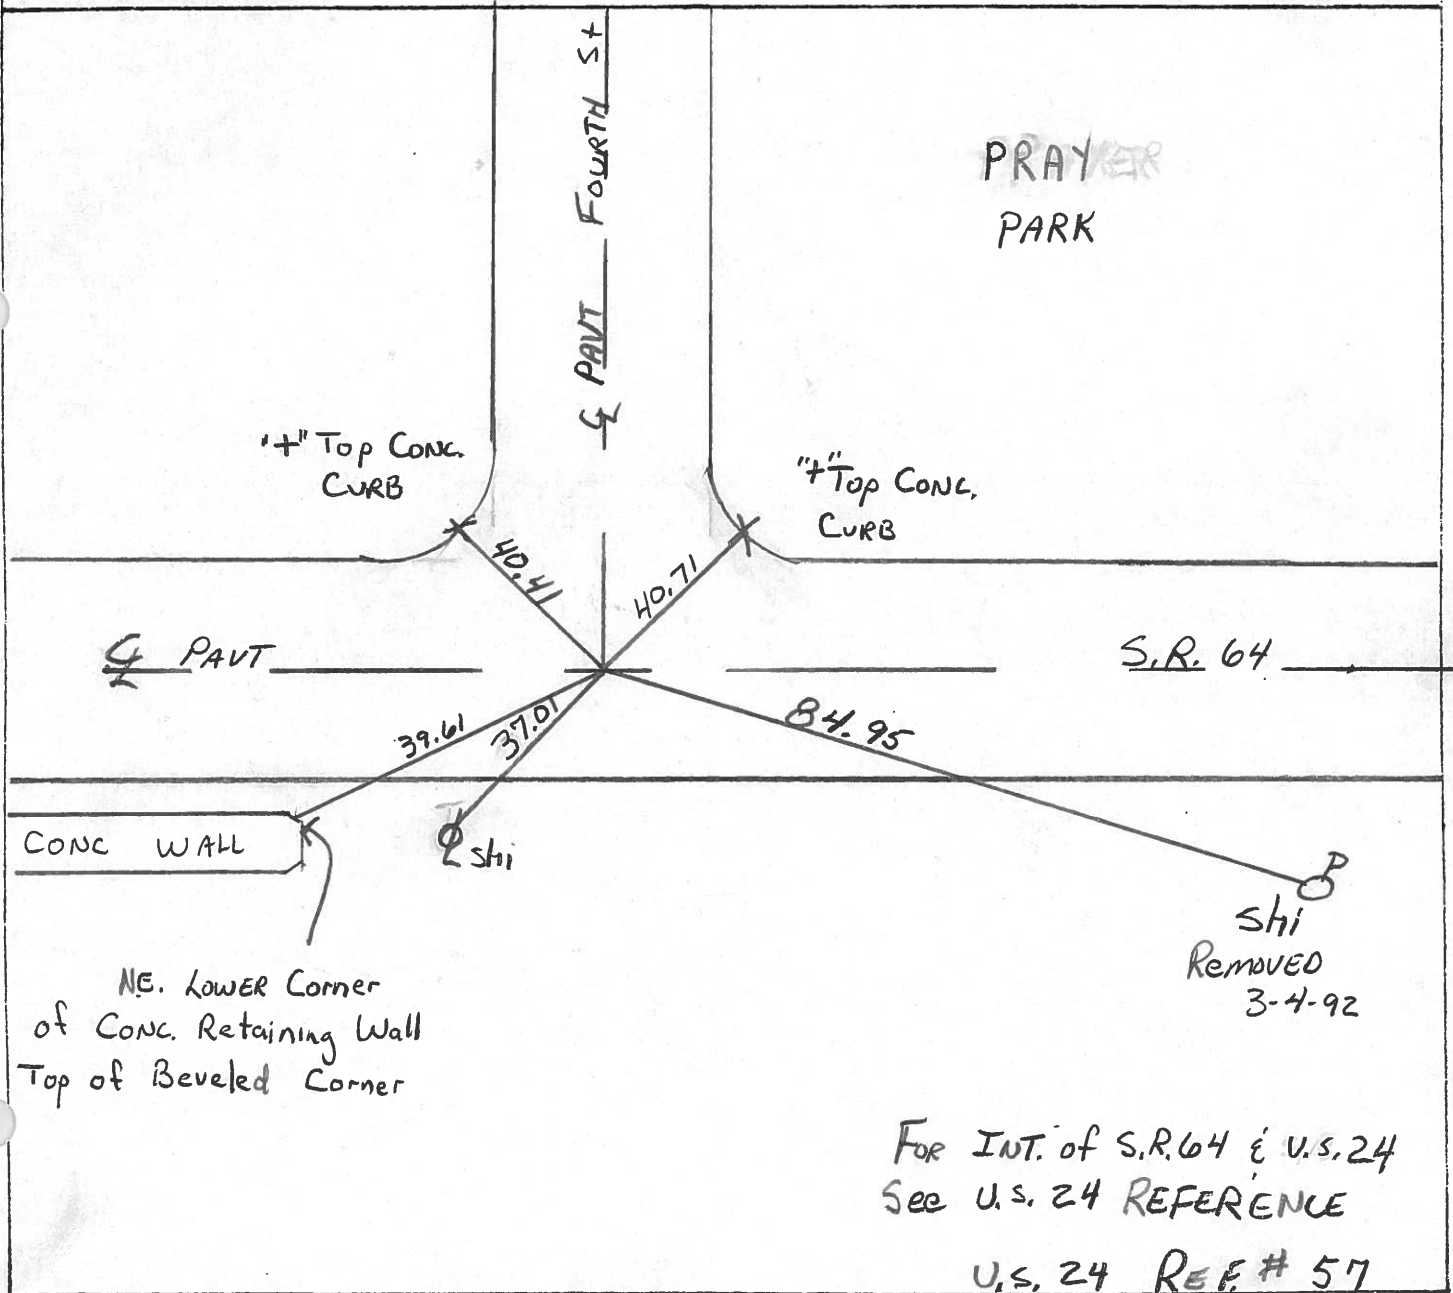 ℄ PAVT FOURTH St
PRAY
PARK
"+" Top Conc.
CURB
"+" Top Conc.
CURB
40.41
40.71
℄ PAVT
S.R. 64
39.61
37.01
84.95
CONC WALL
shi
P
shi
REMOVED
3-4-92
NE. LOWER Corner
of Conc. Retaining Wall
Top of Beveled Corner
FOR INT. of S.R. 64 & U.S. 24
See U.S. 24 REFERENCE
U.S. 24 REF. # 57